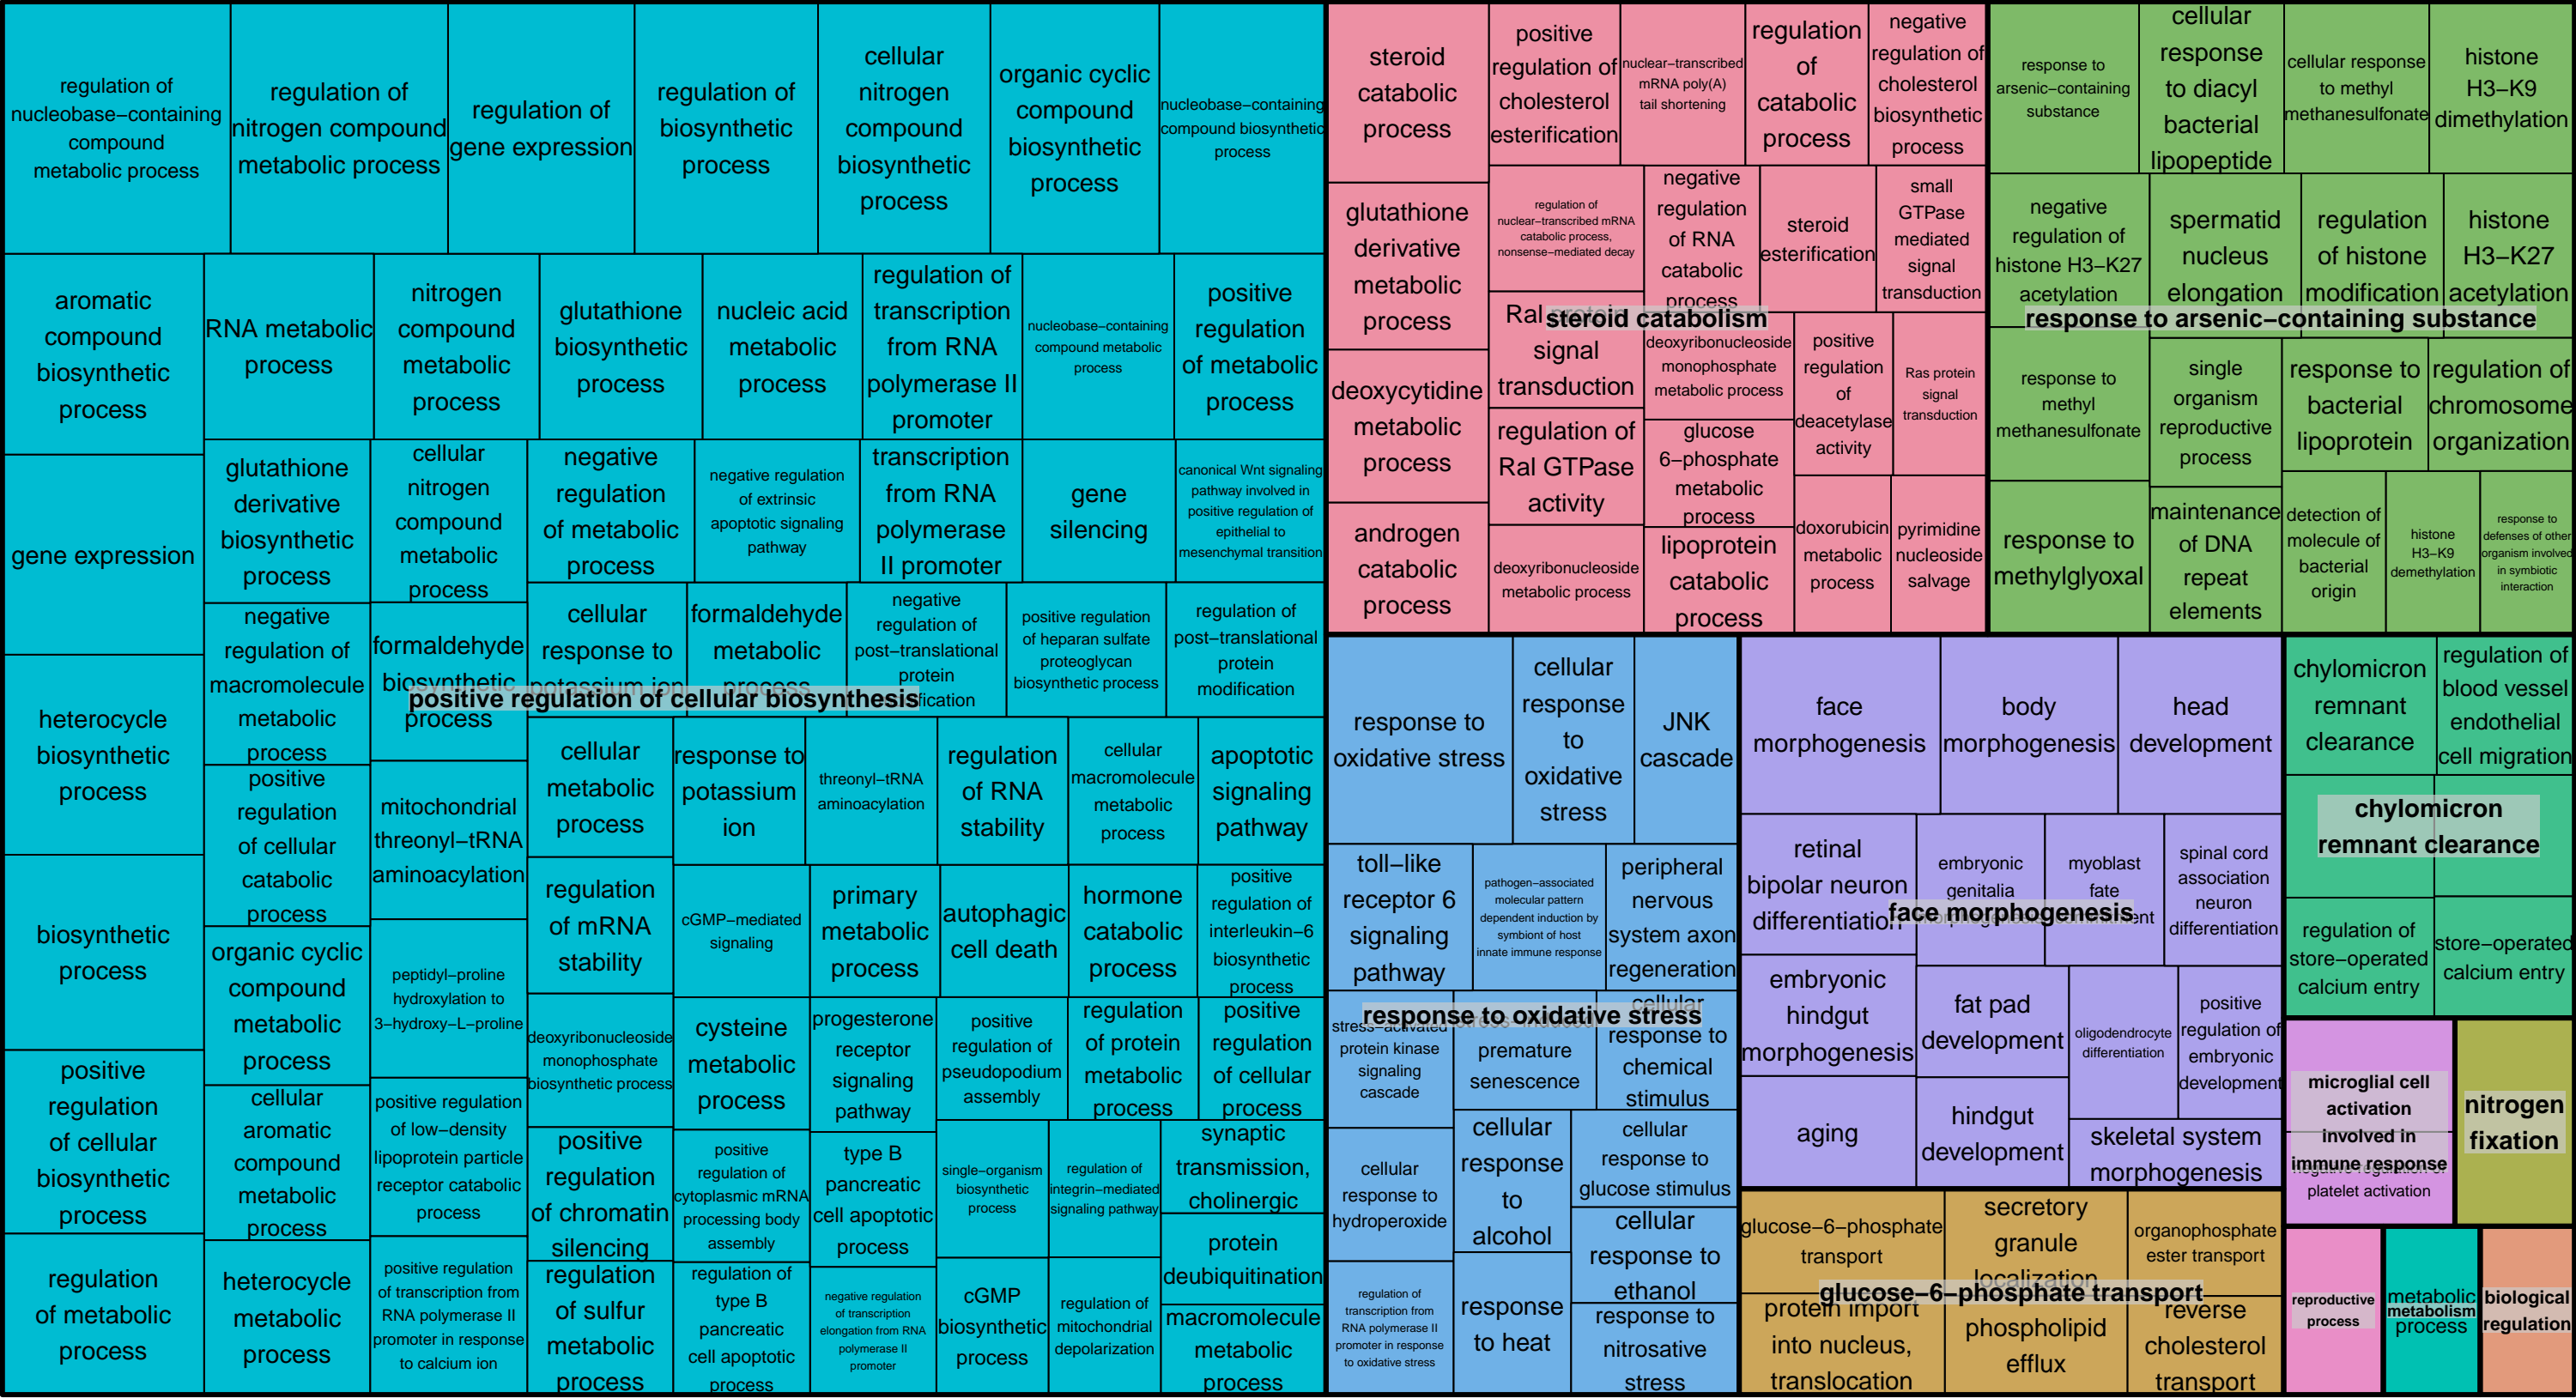 regulation of
nucleobase−containing
compound
metabolic process
regulation of
nitrogen compound
metabolic process
regulation of
gene expression
regulation of
biosynthetic
process
cellular
nitrogen
compound
biosynthetic
process
organic cyclic
compound
biosynthetic
process
nucleobase−containing
compound biosynthetic
process
aromatic
compound
biosynthetic
process
RNA metabolic
process
nitrogen
compound
metabolic
process
glutathione
biosynthetic
process
nucleic acid
metabolic
process
regulation of
transcription
from RNA
polymerase II
promoter
nucleobase−containing
compound metabolic
process
positive
regulation
of metabolic
process
gene expression
glutathione
derivative
biosynthetic
process
cellular
nitrogen
compound
metabolic
process
negative
regulation
of metabolic
process
negative regulation
of extrinsic
apoptotic signaling
pathway
transcription
from RNA
polymerase
II promoter
gene
silencing
canonical Wnt signaling
pathway involved in
positive regulation of
epithelial to
mesenchymal transition
negative
regulation of
macromolecule
metabolic
process
formaldehyde
biosynthetic
process
cellular
response to
potassium ion
formaldehyde
metabolic
process
negative
regulation of
post−translational
protein
positive regulation
of heparan sulfate
proteoglycan
biosynthetic process
regulation of
post−translational
protein
modification
positive regulation of cellular biosynthesis
heterocycle
biosynthetic
process
positive
regulation
of cellular
catabolic
process
mitochondrial
threonyl−tRNA
aminoacylation
cellular
metabolic
process
response to
potassium
ion
threonyl−tRNA
aminoacylation
regulation
of RNA
stability
cellular
macromolecule
metabolic
process
apoptotic
signaling
pathway
biosynthetic
process
organic cyclic
compound
metabolic
process
peptidyl−proline
hydroxylation to
3−hydroxy−L−proline
regulation
of mRNA
stability
cGMP−mediated
signaling
primary
metabolic
process
autophagic
cell death
hormone
catabolic
process
positive
regulation of
interleukin−6
biosynthetic
process
deoxyribonucleoside
monophosphate
biosynthetic process
cysteine
metabolic
process
progesterone
receptor
signaling
pathway
positive
regulation of
pseudopodium
assembly
regulation
of protein
metabolic
process
positive
regulation
of cellular
process
positive
regulation
of cellular
biosynthetic
process
cellular
aromatic
compound
metabolic
process
positive regulation
of low−density
lipoprotein particle
receptor catabolic
process
positive
regulation
of chromatin
silencing
positive
regulation of
cytoplasmic mRNA
processing body
assembly
type B
pancreatic
cell apoptotic
process
single−organism
biosynthetic
process
regulation of
integrin−mediated
signaling pathway
synaptic
transmission,
cholinergic
protein
deubiquitination
regulation
of metabolic
process
heterocycle
metabolic
process
positive regulation
of transcription from
RNA polymerase II
promoter in response
to calcium ion
regulation
of sulfur
metabolic
process
regulation of
type B
pancreatic
cell apoptotic
process
negative regulation
of transcription
elongation from RNA
polymerase II
promoter
cGMP
biosynthetic
process
regulation of
mitochondrial
depolarization
macromolecule
metabolic
process
steroid
catabolic
process
positive
regulation of
cholesterol
esterification
nuclear−transcribed
mRNA poly(A)
tail shortening
regulation
of
catabolic
process
negative
regulation of
cholesterol
biosynthetic
process
glutathione
derivative
metabolic
process
regulation of
nuclear−transcribed mRNA
catabolic process,
nonsense−mediated decay
negative
regulation
of RNA
catabolic
process
steroid
esterification
small
GTPase
mediated
signal
transduction
Ral protein
signal
transduction
steroid catabolism
deoxycytidine
metabolic
process
deoxyribonucleoside
monophosphate
metabolic process
positive
regulation
of
deacetylase
activity
Ras protein
signal
transduction
regulation of
Ral GTPase
activity
glucose
6−phosphate
metabolic
process
androgen
catabolic
process
deoxyribonucleoside
metabolic process
lipoprotein
catabolic
process
doxorubicin
metabolic
process
pyrimidine
nucleoside
salvage
response to
arsenic−containing
substance
cellular
response
to diacyl
bacterial
lipopeptide
cellular response
to methyl
methanesulfonate
histone
H3−K9
dimethylation
negative
regulation of
histone H3−K27
acetylation
spermatid
nucleus
elongation
regulation
of histone
modification
histone
H3−K27
acetylation
response to arsenic−containing substance
response to
methyl
methanesulfonate
single
organism
reproductive
process
response to
bacterial
lipoprotein
regulation of
chromosome
organization
response to
methylglyoxal
maintenance
of DNA
repeat
elements
detection of
molecule of
bacterial
origin
histone
H3−K9
demethylation
response to
defenses of other
organism involved
in symbiotic
interaction
response to
oxidative stress
cellular
response
to
oxidative
stress
JNK
cascade
toll−like
receptor 6
signaling
pathway
pathogen−associated
molecular pattern
dependent induction by
symbiont of host
innate immune response
peripheral
nervous
system axon
regeneration
response to oxidative stress
stress−activated
protein kinase
signaling
cascade
premature
senescence
cellular
response to
chemical
stimulus
cellular
response to
hydroperoxide
cellular
response
to
alcohol
cellular
response to
glucose stimulus
cellular
response to
ethanol
regulation of
transcription from
RNA polymerase II
promoter in response
to oxidative stress
response
to heat
response to
nitrosative
stress
face
morphogenesis
body
morphogenesis
head
development
retinal
bipolar neuron
differentiation
embryonic
genitalia
myoblast
fate
spinal cord
association
neuron
differentiation
face morphogenesis
embryonic
hindgut
morphogenesis
fat pad
development
oligodendrocyte
differentiation
positive
regulation of
embryonic
development
aging
hindgut
development
skeletal system
morphogenesis
glucose−6−phosphate
transport
secretory
granule
localization
organophosphate
ester transport
glucose−6−phosphate transport
protein import
into nucleus,
translocation
phospholipid
efflux
reverse
cholesterol
transport
chylomicron
remnant
clearance
regulation of
blood vessel
endothelial
cell migration
chylomicron
remnant clearance
regulation of
store−operated
calcium entry
store−operated
calcium entry
microglial cell
activation
involved in
immune response
negative regulation of
platelet activation
nitrogen
fixation
reproductive
process
metabolic
metabolism
process
biological
regulation